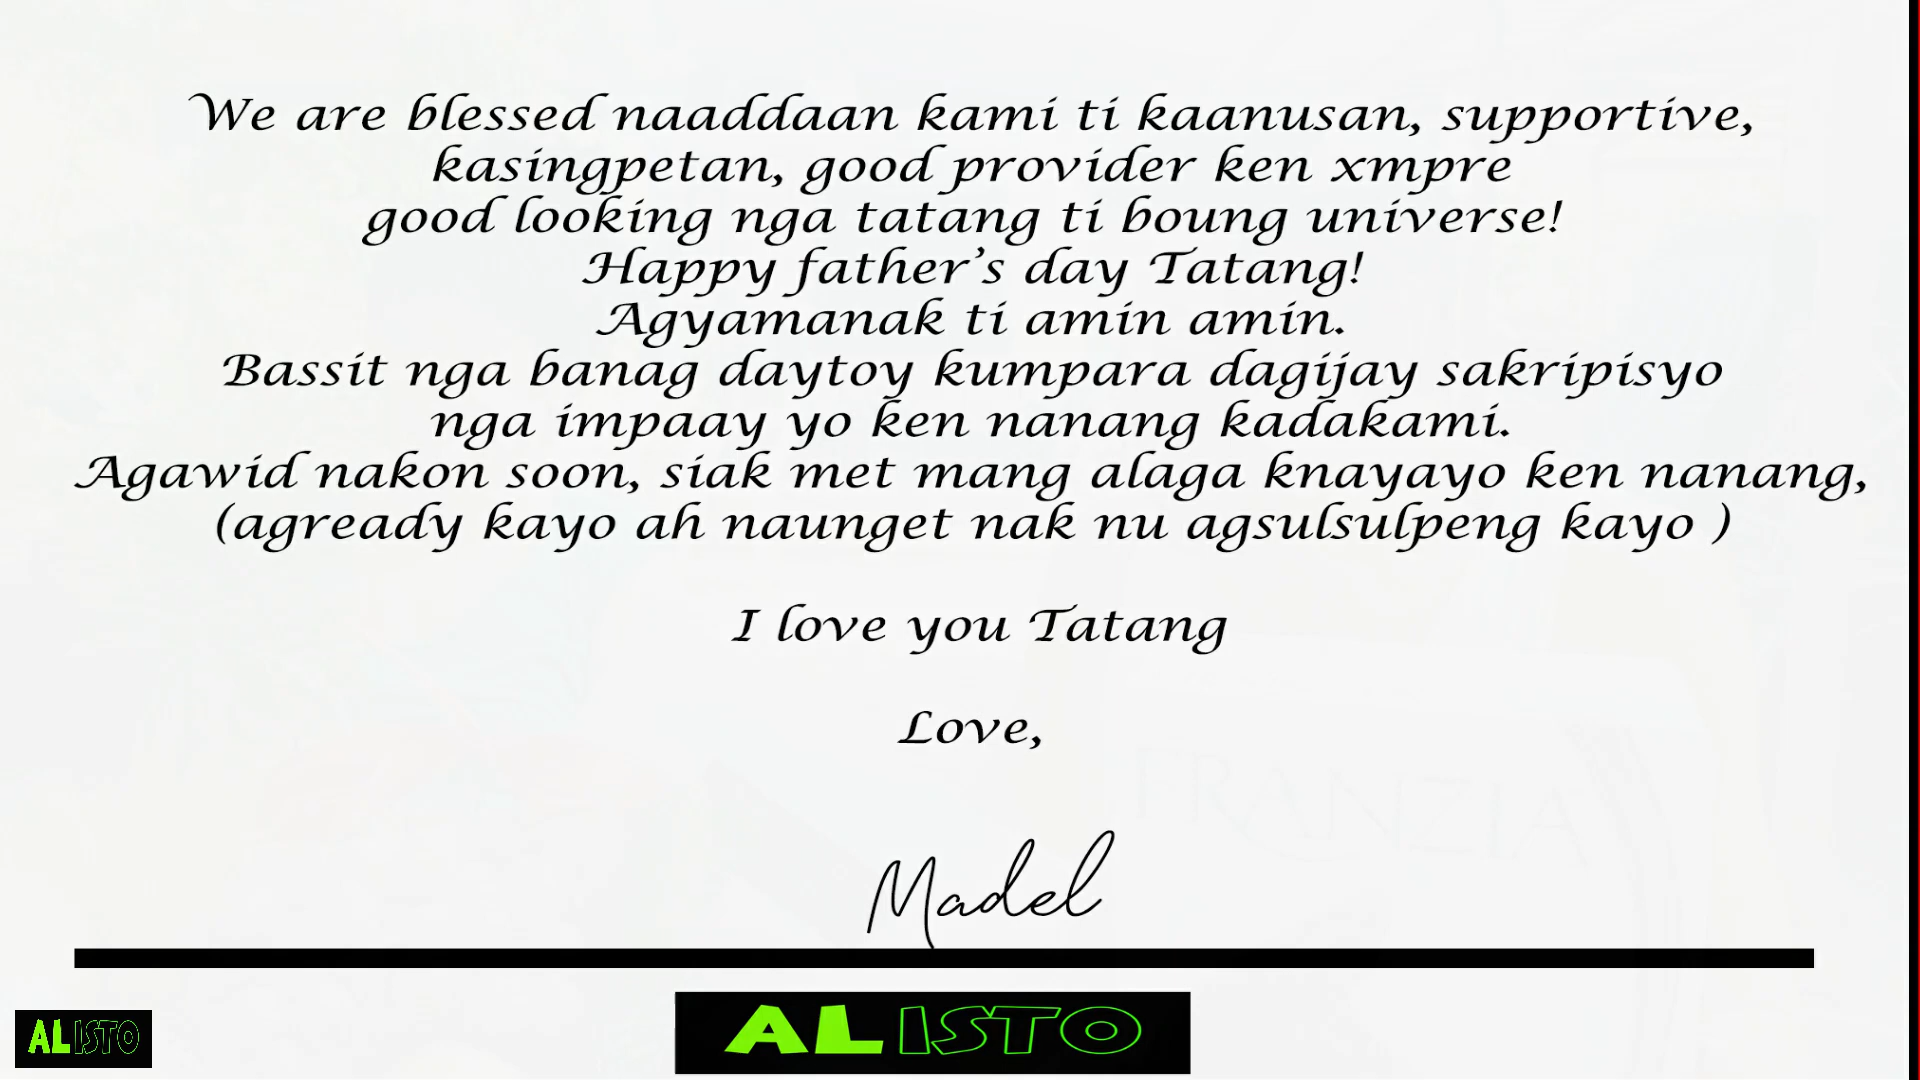 We are blessed naaddaan kami ti kaanusan, supportive,
kasingpetan, good provider ken xmpre
good looking nga tatang ti boung universe!
Happy father's day Tatang!
Agyamanak ti amin amin.
Bassit nga banag daytoy kumpara dagijay sakripisyo
nga impaay yo ken nanang kadakami.
Agawid nakon soon, siak met mang alaga knayayo ken nanang,
(agready kayo ah naunget nak nu agsulsulpeng kayo )
I love you Tatang
Love,
Madel
FRANZIA
ALISTO
ALISTO